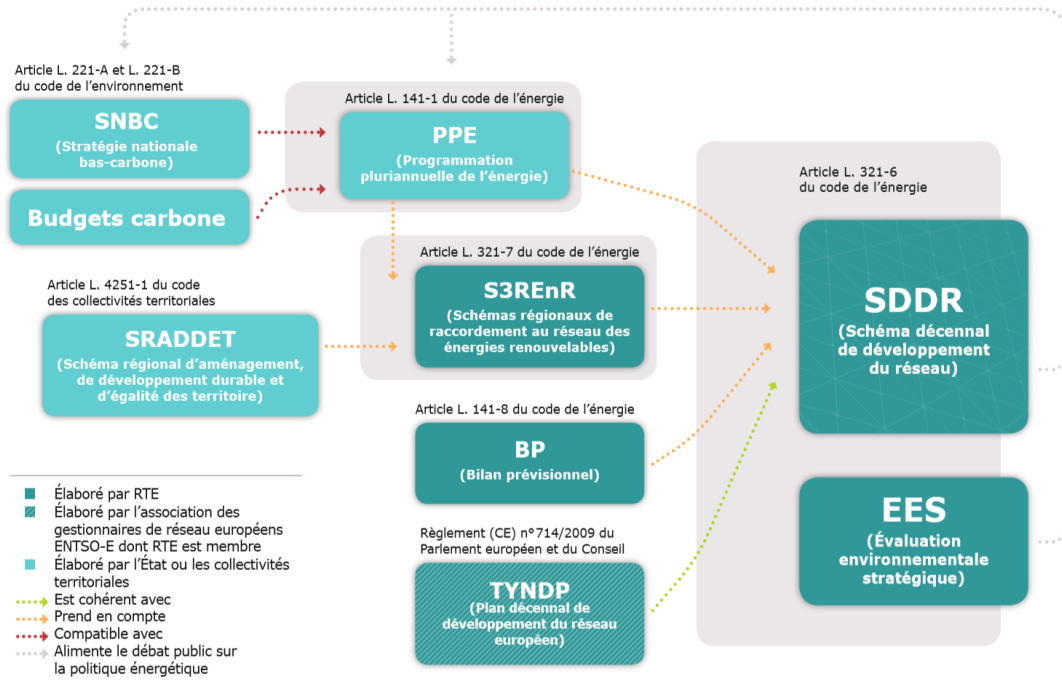 Article L. 221-A et L. 221-B
du code de l'environnement
SNBC
(Stratégie nationale
bas-carbone)
Budgets carbone
Article L. 141-1 du code de l'énergie
PPE
(Programmation
pluriannuelle de l'énergie)
Article L. 4251-1 du code
des collectivités territoriales
SRADDET
(Schéma régional d'aménagement,
de développement durable et
d'égalité des territoire)
Article L. 321-7 du code de l'énergie
S3REnR
(Schémas régionaux de
raccordement au réseau des
énergies renouvelables)
Article L. 141-8 du code de l'énergie
BP
(Bilan prévisionnel)
Règlement (CE) n°714/2009 du
Parlement européen et du Conseil
TYNDP
(Plan décennal de
développement du réseau
européen)
Article L. 321-6
du code de l'énergie
SDDR
(Schéma décennal
de développement
du réseau)
EES
(Évaluation
environnementale
stratégique)
Élaboré par RTE
Élaboré par l'association des
gestionnaires de réseau européens
ENTSO-E dont RTE est membre
Élaboré par l'État ou les collectivités
territoriales
Est cohérent avec
Prend en compte
Compatible avec
Alimente le débat public sur
la politique énergétique